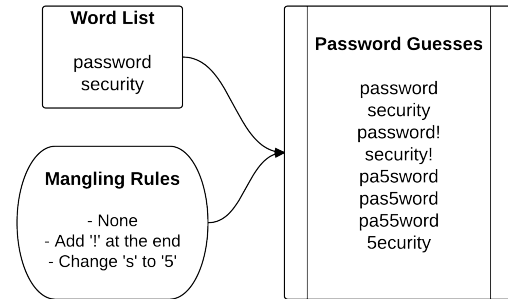 Word List
password
security
Mangling Rules
- None
- Add '!' at the end
- Change 's' to '5'
Password Guesses
password
security
password!
security!
pa5sword
pas5word
pa55word
5ecurity